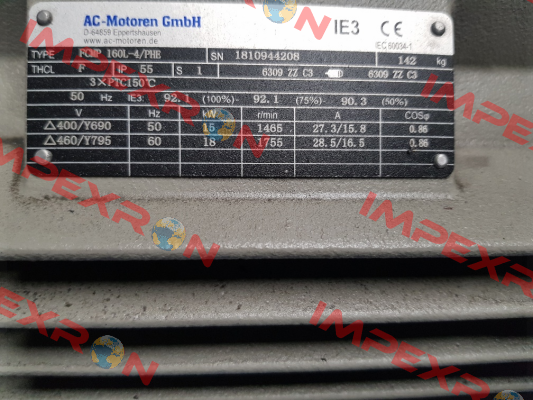 AC-Motoren GmbH
D-64859 Eppertshausen
www.ac-motoren.de
IE3 CE
IEC 60034-1
TYPE FCMP 160L-4/PHE SN 1810944208 142 kg
THCL F IP 55 S 1 6309 ZZ C3 6309 ZZ C3
3×PTC150℃
50 Hz IE3: 92.1 (100%)- 92.1 (75%)- 90.3 (50%)
V Hz kW r/min A COSφ
△400/Y690 50 15 1465 27.3/15.8 0.86
△460/Y795 60 18 1755 28.5/16.5 0.86
IMPEXRON
IMPEXRON
IMPEXRON
IMPEXRON